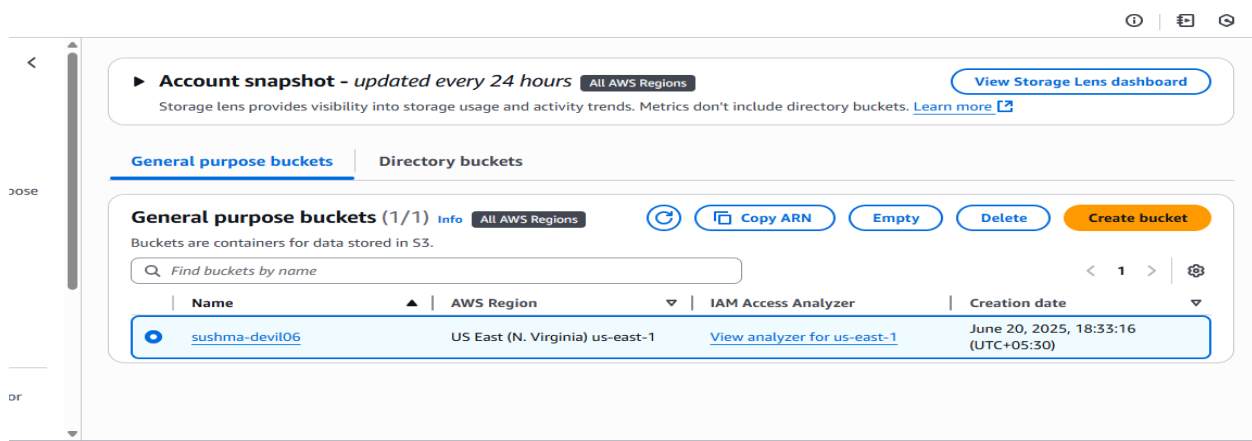 Account snapshot - updated every 24 hours All AWS Regions
View Storage Lens dashboard
Storage lens provides visibility into storage usage and activity trends. Metrics don't include directory buckets. Learn more
General purpose buckets Directory buckets
pose
General purpose buckets (1/1) Info All AWS Regions
Copy ARN Empty Delete Create bucket
Buckets are containers for data stored in S3.
Find buckets by name
1
Name AWS Region IAM Access Analyzer Creation date
sushma-devil06 US East (N. Virginia) us-east-1 View analyzer for us-east-1 June 20, 2025, 18:33:16
(UTC+05:30)
or